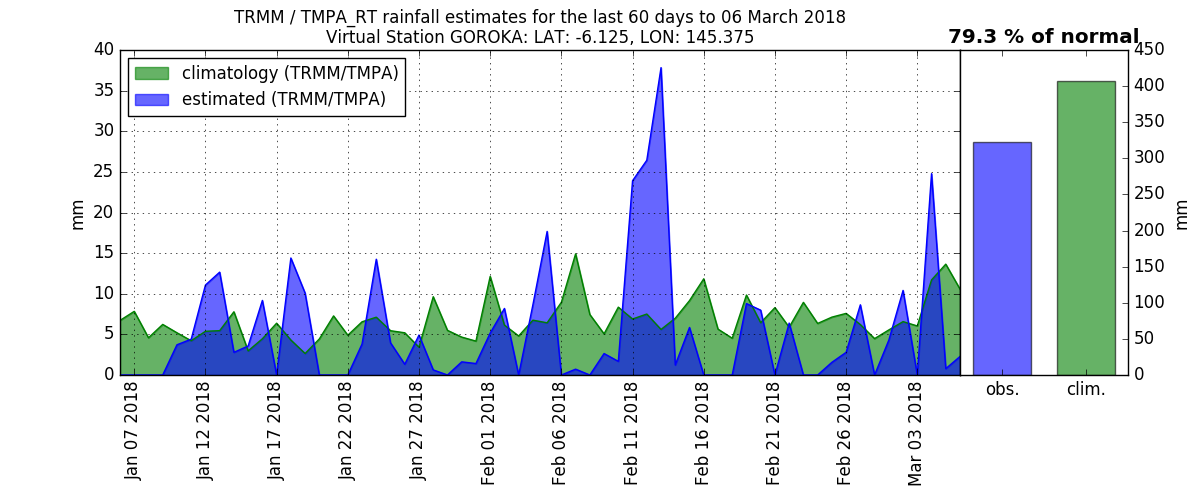 TRMM / TMPA_RT rainfall estimates for the last 60 days to 06 March 2018
Virtual Station GOROKA: LAT: -6.125, LON: 145.375
79.3 % of normal
climatology (TRMM/TMPA)
estimated (TRMM/TMPA)
mm
40
35
30
25
20
15
10
5
0
Jan 07 2018
Jan 12 2018
Jan 17 2018
Jan 22 2018
Jan 27 2018
Feb 01 2018
Feb 06 2018
Feb 11 2018
Feb 16 2018
Feb 21 2018
Feb 26 2018
Mar 03 2018
obs.
clim.
450
400
350
300
250
200
150
100
50
0
mm